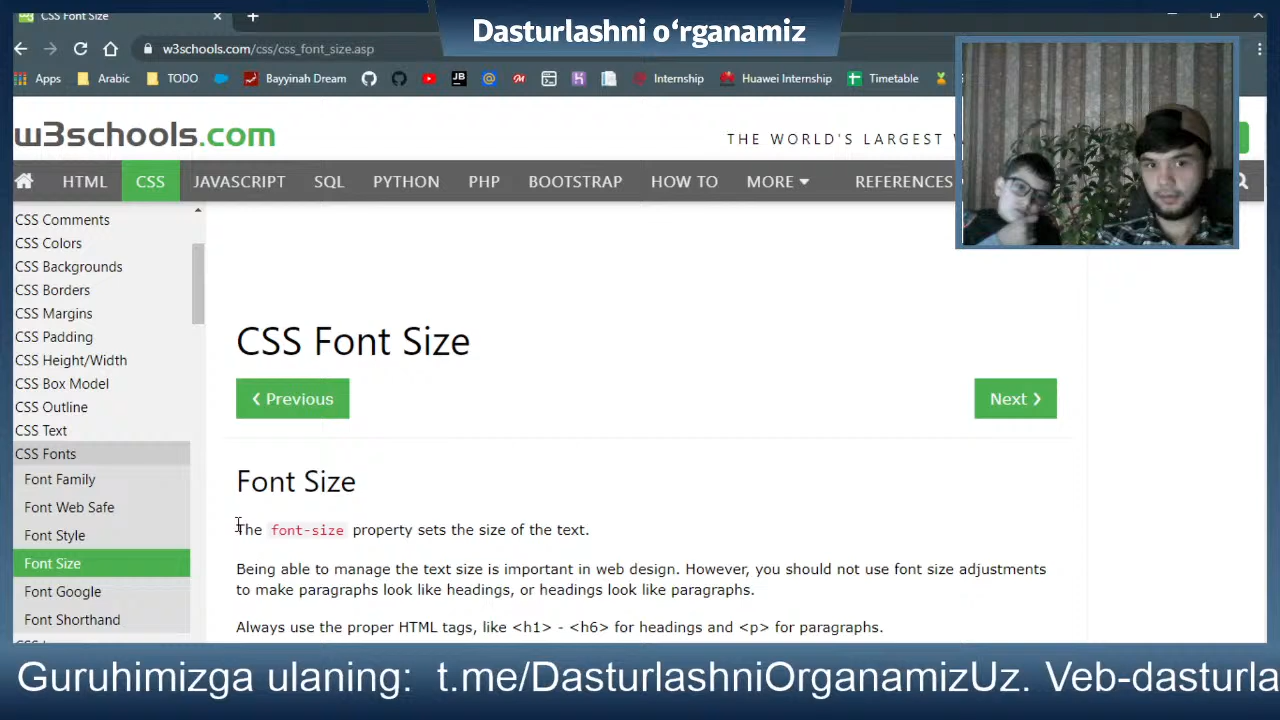 CSS Font Size
Dasturlashni o‘rganamiz
w3schools.com/css/css_font_size.asp
Apps
Arabic
TODO
Bayyinah Dream
Internship
Huawei Internship
Timetable
w3schools.com
THE WORLD'S LARGEST
HTML
CSS
JAVASCRIPT
SQL
PYTHON
PHP
BOOTSTRAP
HOW TO
MORE
REFERENCES
CSS Comments
CSS Colors
CSS Backgrounds
CSS Borders
CSS Margins
CSS Padding
CSS Height/Width
CSS Box Model
CSS Outline
CSS Text
CSS Fonts
Font Family
Font Web Safe
Font Style
Font Size
Font Google
Font Shorthand
CSS Font Size
❮ Previous
Next ❯
Font Size
The font-size property sets the size of the text.
Being able to manage the text size is important in web design. However, you should not use font size adjustments
to make paragraphs look like headings, or headings look like paragraphs.
Always use the proper HTML tags, like <h1> - <h6> for headings and <p> for paragraphs.
Guruhimizga ulaning: t.me/DasturlashniOrganamizUz. Veb-dasturla